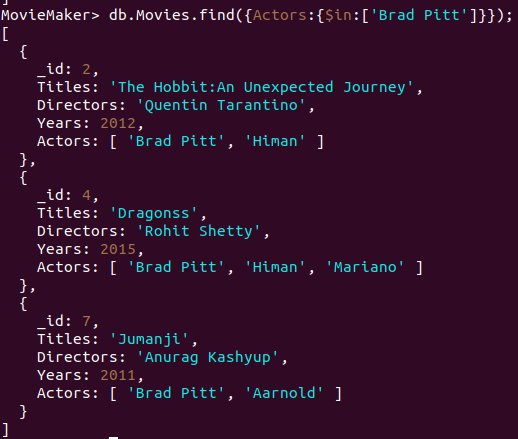 MovieMaker> db.Movies.find({Actors:{$in:['Brad Pitt']}});
[
  {
    _id: 2,
    Titles: 'The Hobbit:An Unexpected Journey',
    Directors: 'Quentin Tarantino',
    Years: 2012,
    Actors: [ 'Brad Pitt', 'Himan' ]
  },
  {
    _id: 4,
    Titles: 'Dragonss',
    Directors: 'Rohit Shetty',
    Years: 2015,
    Actors: [ 'Brad Pitt', 'Himan', 'Mariano' ]
  },
  {
    _id: 7,
    Titles: 'Jumanji',
    Directors: 'Anurag Kashyup',
    Years: 2011,
    Actors: [ 'Brad Pitt', 'Aarnold' ]
  }
]